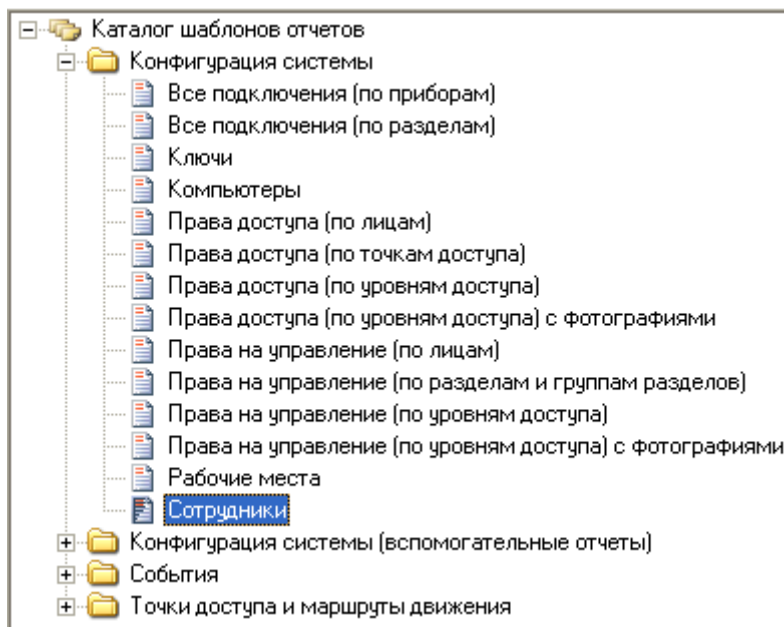 Каталог шаблонов отчетов
Конфигурация системы
Все подключения (по приборам)
Все подключения (по разделам)
Ключи
Компьютеры
Права доступа (по лицам)
Права доступа (по точкам доступа)
Права доступа (по уровням доступа)
Права доступа (по уровням доступа) с фотографиями
Права на управление (по лицам)
Права на управление (по разделам и группам разделов)
Права на управление (по уровням доступа)
Права на управление (по уровням доступа) с фотографиями
Рабочие места
Сотрудники
Конфигурация системы (вспомогательные отчеты)
События
Точки доступа и маршруты движения